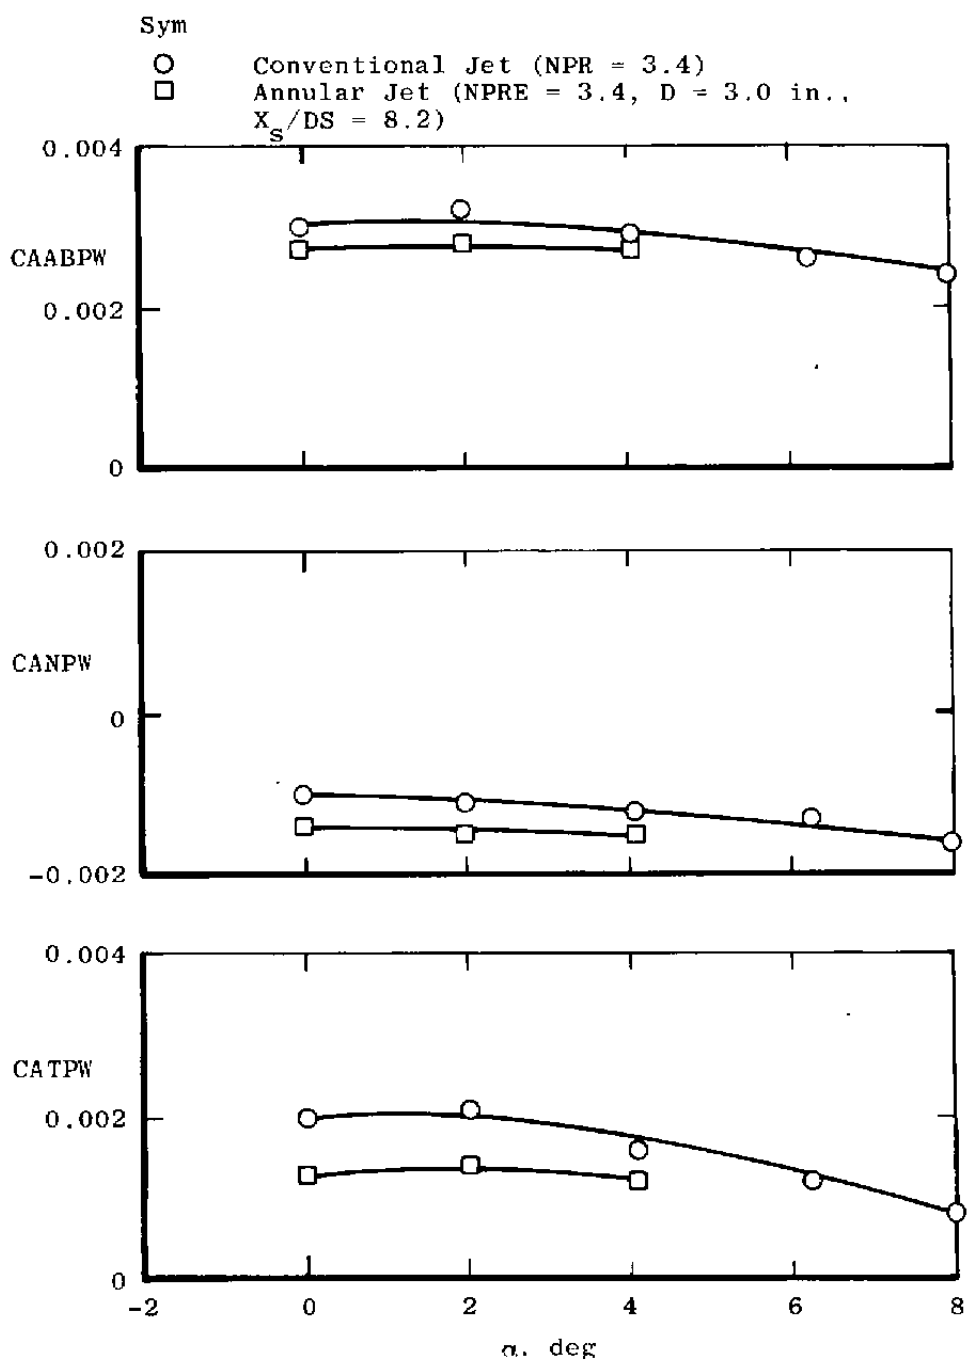 Sym
○ Conventional Jet (NPR = 3.4)
□ Annular Jet (NPRE = 3.4, D = 3.0 in.,
X_s/DS = 8.2)
0.004
CAABPW
0.002
0
0.002
CANPW
0
-0.002
0.004
CATPW
0.002
0
-2 0 2 4 6 8
α. deg